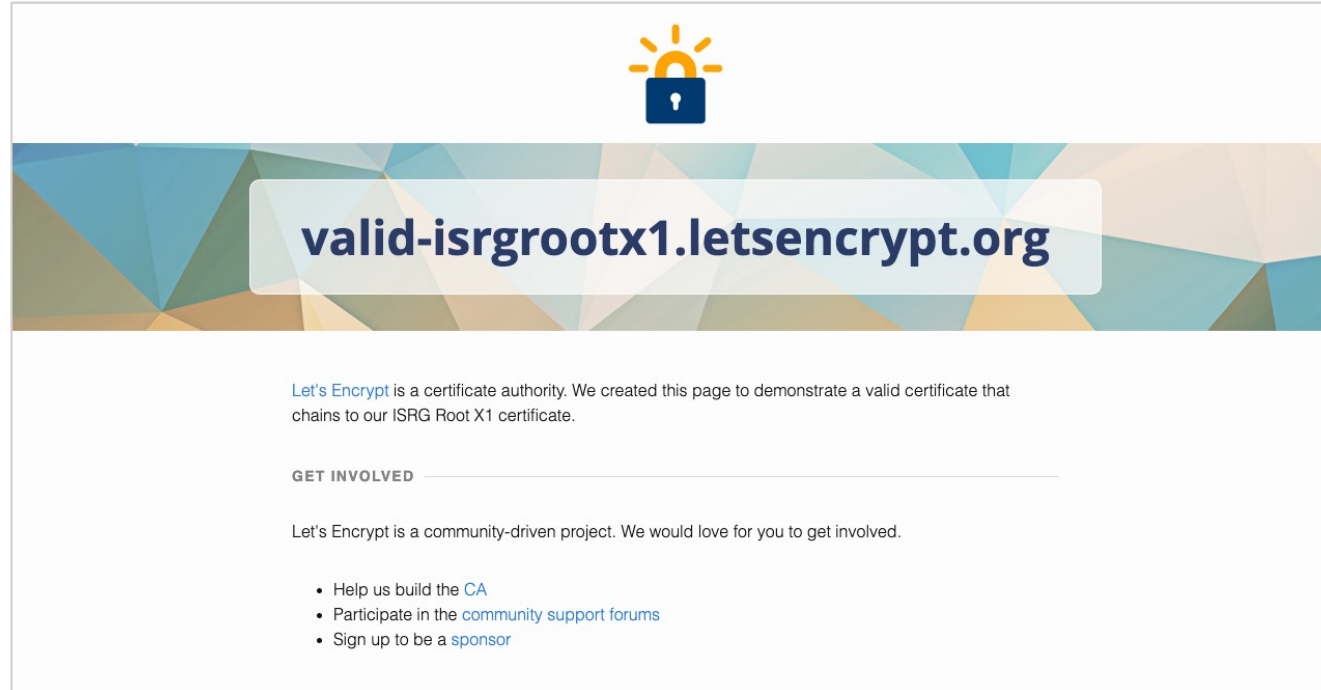 valid-isrgrootx1.letsencrypt.org
Let's Encrypt is a certificate authority. We created this page to demonstrate a valid certificate that
chains to our ISRG Root X1 certificate.
GET INVOLVED
Let's Encrypt is a community-driven project. We would love for you to get involved.
• Help us build the CA
• Participate in the community support forums
• Sign up to be a sponsor